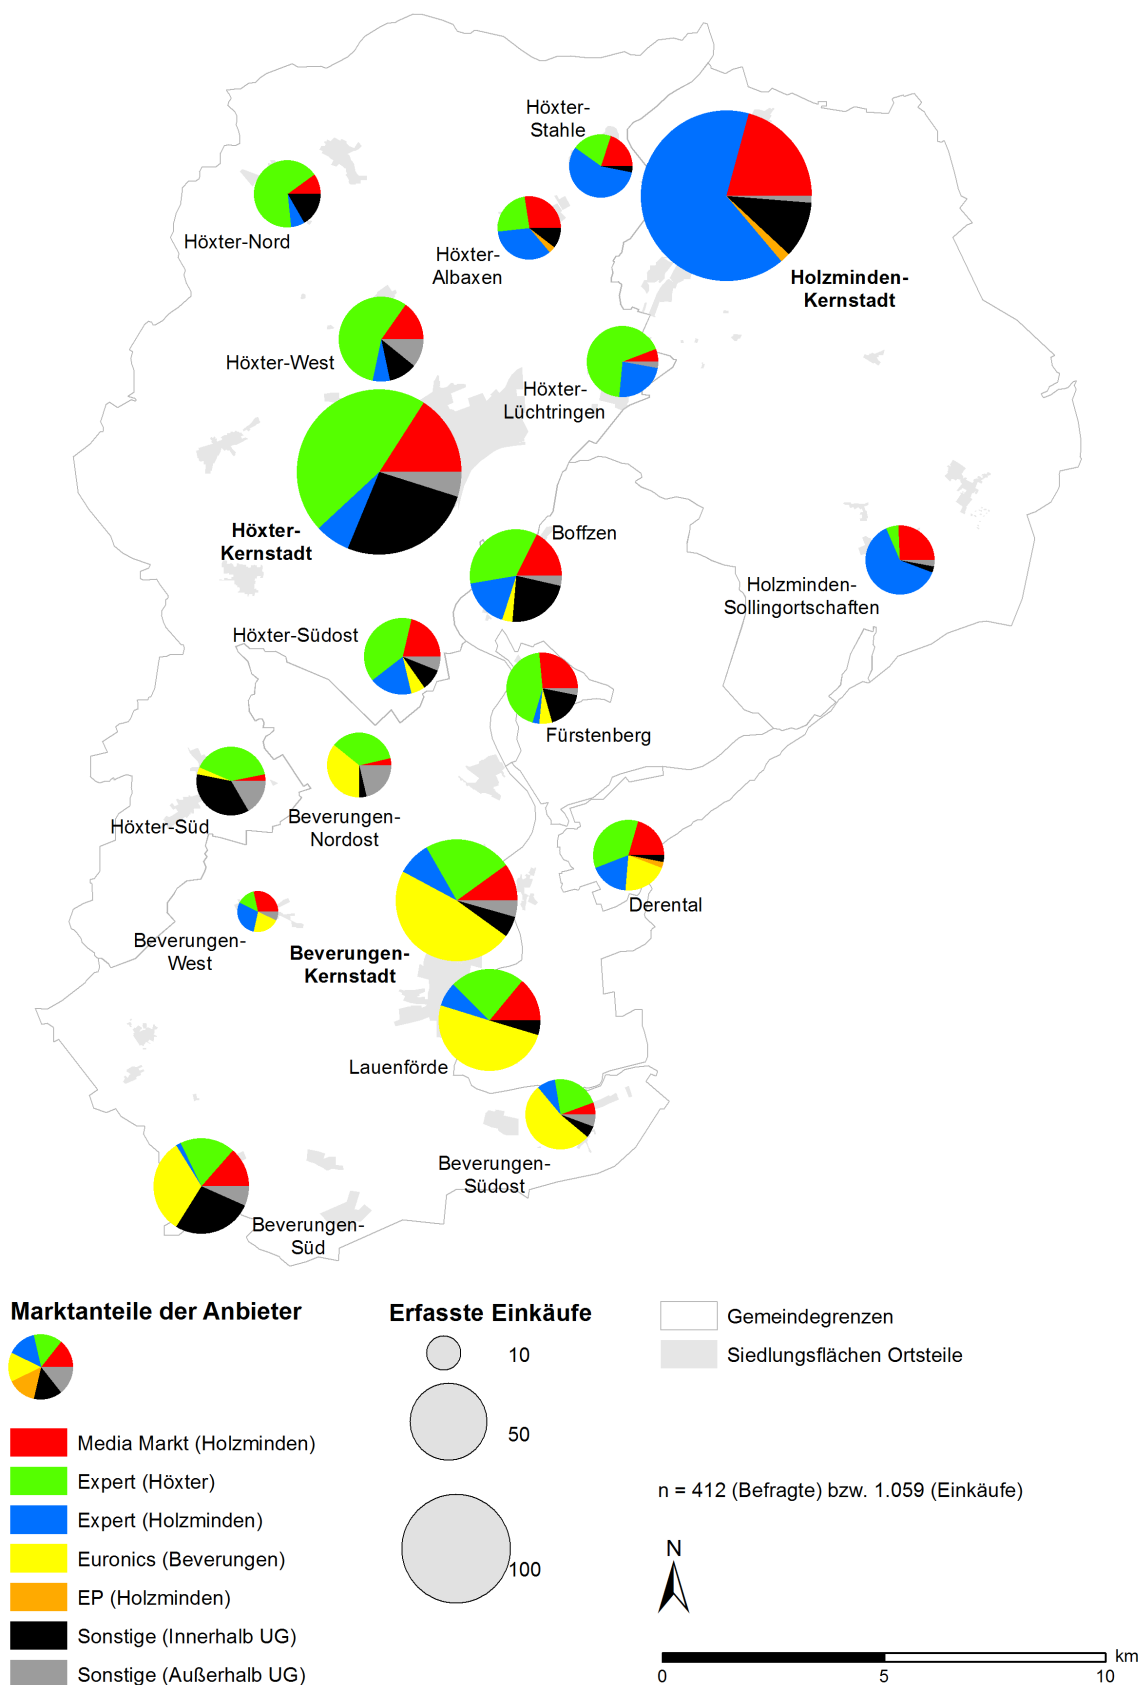 Höxter-
Stahle
Höxter-Nord
Höxter-
Albaxen
Holzminden-
Kernstadt
Höxter-West
Höxter-
Lüchtringen
Höxter-
Kernstadt
Boffzen
Holzminden-
Sollingortschaften
Höxter-Südost
Fürstenberg
Höxter-Süd
Beverungen-
Nordost
Derental
Beverungen-
West
Beverungen-
Kernstadt
Lauenförde
Beverungen-
Südost
Beverungen-
Süd
Marktanteile der Anbieter
Media Markt (Holzminden)
Expert (Höxter)
Expert (Holzminden)
Euronics (Beverungen)
EP (Holzminden)
Sonstige (Innerhalb UG)
Sonstige (Außerhalb UG)
Erfasste Einkäufe
10
50
100
Gemeindegrenzen
Siedlungsflächen Ortsteile
n = 412 (Befragte) bzw. 1.059 (Einkäufe)
N
km
0 5 10